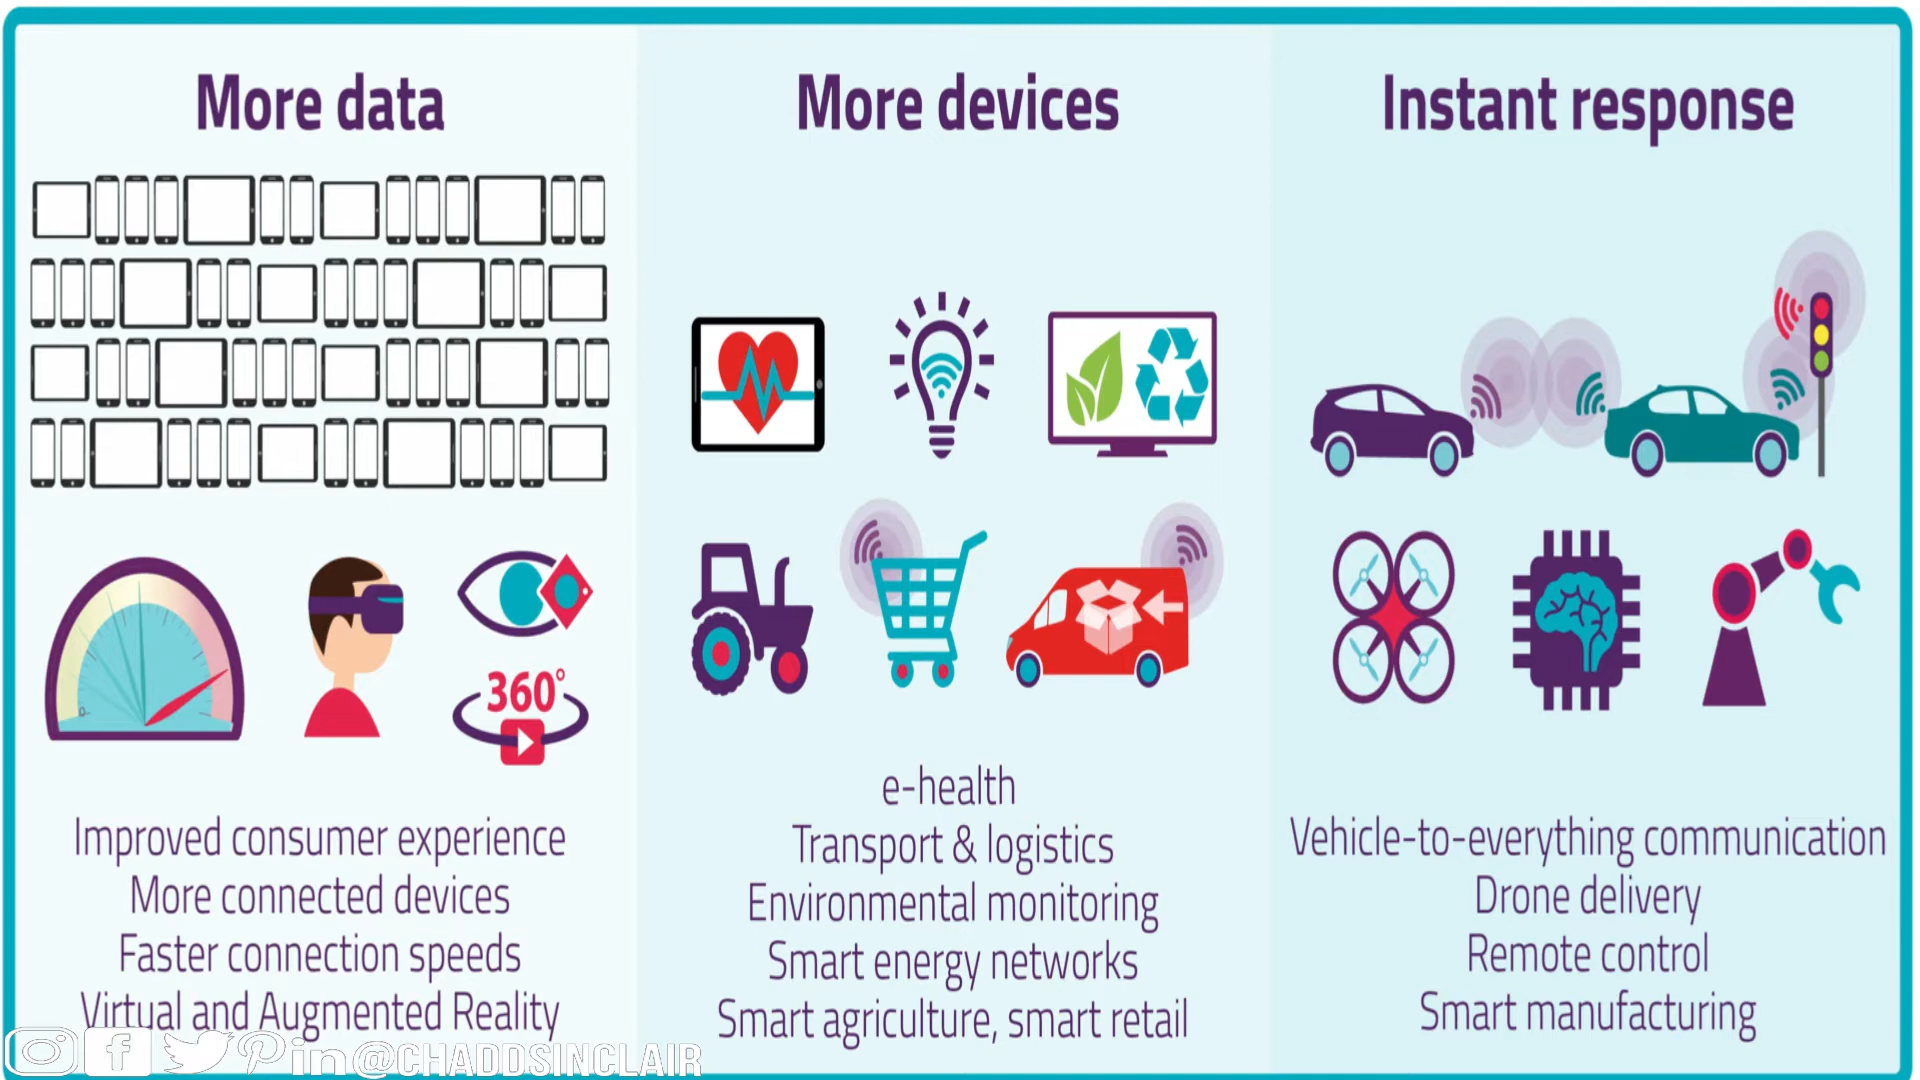 More data
Improved consumer experience
More connected devices
Faster connection speeds
Virtual and Augmented Reality
360°
0
More devices
e-health
Transport & logistics
Environmental monitoring
Smart energy networks
Smart agriculture, smart retail
Instant response
Vehicle-to-everything communication
Drone delivery
Remote control
Smart manufacturing
in@CHADDSINCLAIR